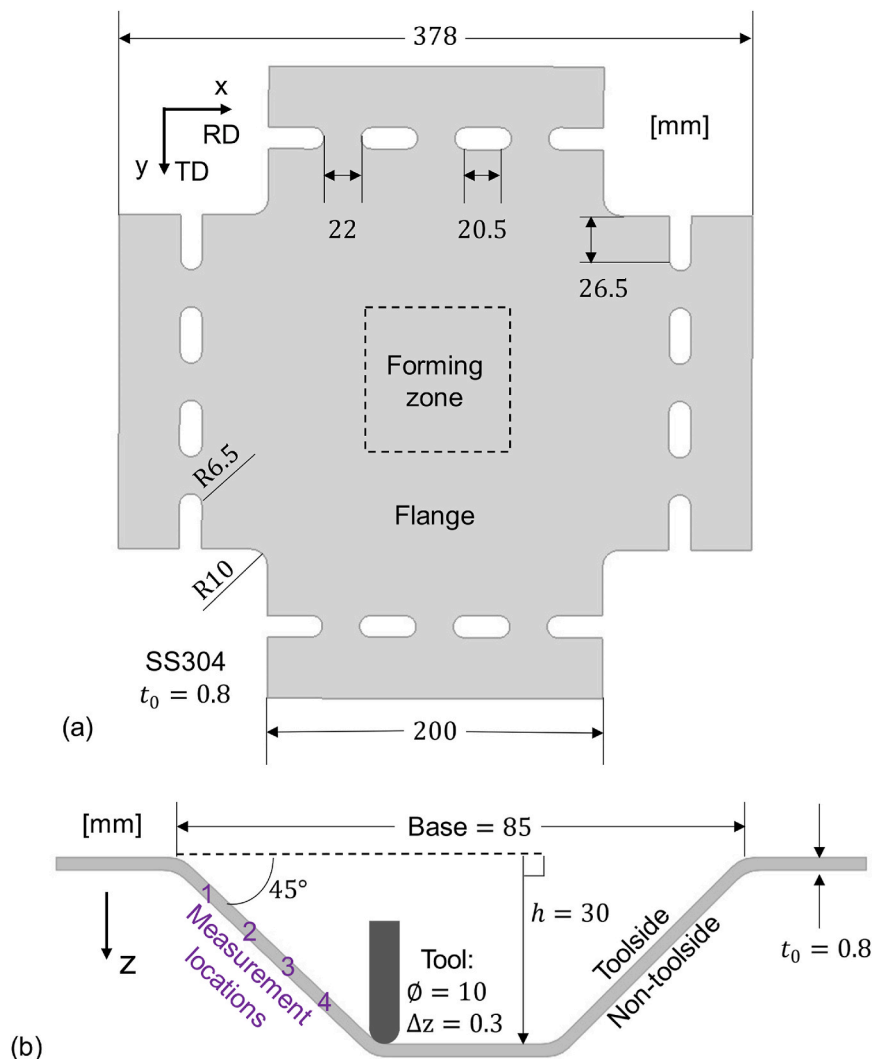 378
x
RD
y
TD
[mm]
22
20.5
26.5
Forming
zone
R6.5
Flange
R10
SS304
t₀ = 0.8
(a)
200
[mm]
Base = 85
45°
z
1
2
3
4
Measurement
locations
Tool:
Ø = 10
Δz = 0.3
h = 30
Toolside
Non-toolside
t₀ = 0.8
(b)